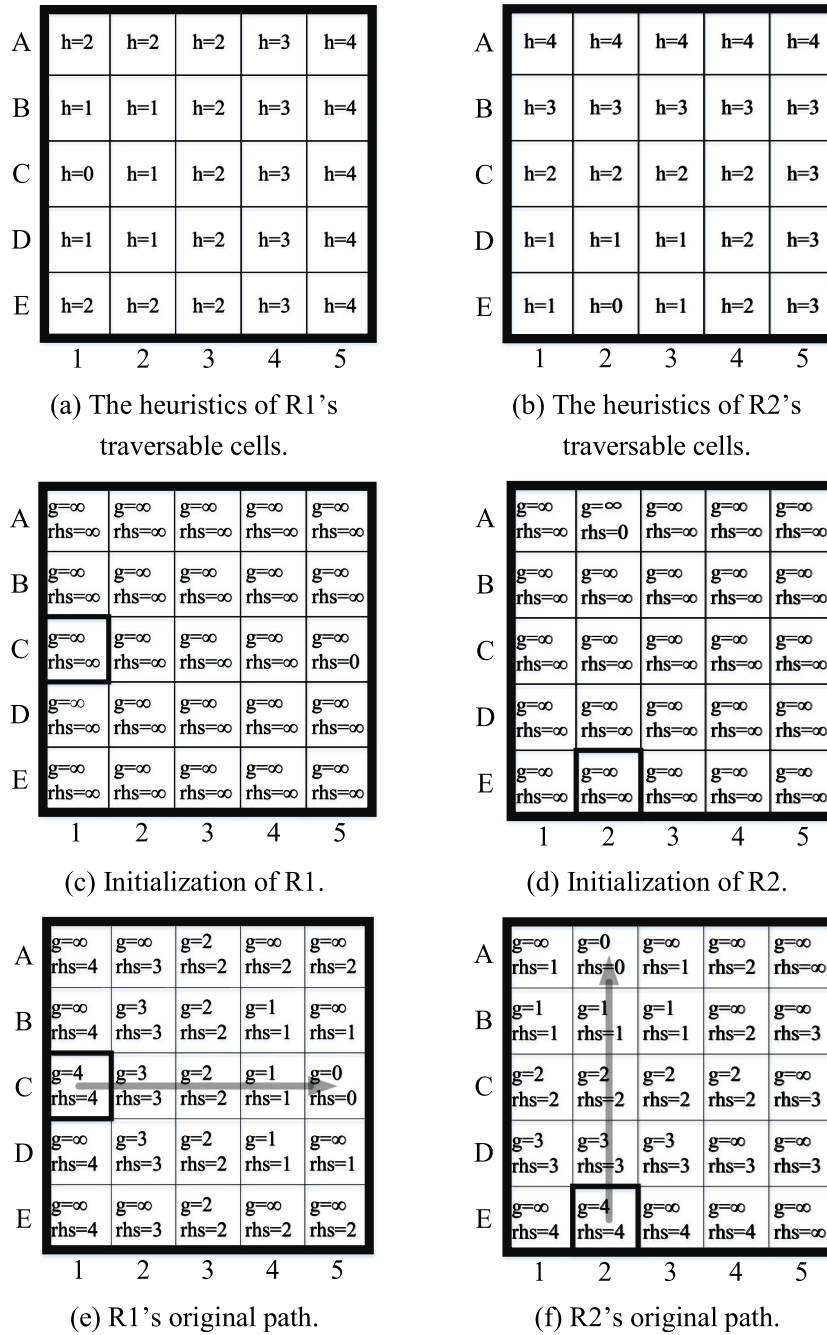 A h=2 h=2 h=2 h=3 h=4
B h=1 h=1 h=2 h=3 h=4
C h=0 h=1 h=2 h=3 h=4
D h=1 h=1 h=2 h=3 h=4
E h=2 h=2 h=2 h=3 h=4
1 2 3 4 5
(a) The heuristics of R1's
traversable cells.
A h=4 h=4 h=4 h=4 h=4
B h=3 h=3 h=3 h=3 h=3
C h=2 h=2 h=2 h=2 h=3
D h=1 h=1 h=1 h=2 h=3
E h=1 h=0 h=1 h=2 h=3
1 2 3 4 5
(b) The heuristics of R2's
traversable cells.
A
g=∞ g=∞ g=∞ g=∞ g=∞
rhs=∞ rhs=∞ rhs=∞ rhs=∞ rhs=∞
B
g=∞ g=∞ g=∞ g=∞ g=∞
rhs=∞ rhs=∞ rhs=∞ rhs=∞ rhs=∞
C
g=∞ g=∞ g=∞ g=∞ g=∞
rhs=∞ rhs=∞ rhs=∞ rhs=∞ rhs=0
D
g=∞ g=∞ g=∞ g=∞ g=∞
rhs=∞ rhs=∞ rhs=∞ rhs=∞ rhs=∞
E
g=∞ g=∞ g=∞ g=∞ g=∞
rhs=∞ rhs=∞ rhs=∞ rhs=∞ rhs=∞
1 2 3 4 5
(c) Initialization of R1.
A
g=∞ g=∞ g=∞ g=∞ g=∞
rhs=∞ rhs=0 rhs=∞ rhs=∞ rhs=∞
B
g=∞ g=∞ g=∞ g=∞ g=∞
rhs=∞ rhs=∞ rhs=∞ rhs=∞ rhs=∞
C
g=∞ g=∞ g=∞ g=∞ g=∞
rhs=∞ rhs=∞ rhs=∞ rhs=∞ rhs=∞
D
g=∞ g=∞ g=∞ g=∞ g=∞
rhs=∞ rhs=∞ rhs=∞ rhs=∞ rhs=∞
E
g=∞ g=∞ g=∞ g=∞ g=∞
rhs=∞ rhs=∞ rhs=∞ rhs=∞ rhs=∞
1 2 3 4 5
(d) Initialization of R2.
A
g=∞ g=∞ g=2 g=∞ g=∞
rhs=4 rhs=3 rhs=2 rhs=2 rhs=2
B
g=∞ g=3 g=2 g=1 g=∞
rhs=4 rhs=3 rhs=2 rhs=1 rhs=1
C
g=4 g=3 g=2 g=1 g=0
rhs=4 rhs=3 rhs=2 rhs=1 rhs=0
D
g=∞ g=3 g=2 g=1 g=∞
rhs=4 rhs=3 rhs=2 rhs=1 rhs=1
E
g=∞ g=∞ g=2 g=∞ g=∞
rhs=4 rhs=3 rhs=2 rhs=2 rhs=2
1 2 3 4 5
(e) R1's original path.
A
g=∞ g=0 g=∞ g=∞ g=∞
rhs=1 rhs=0 rhs=1 rhs=2 rhs=∞
B
g=1 g=1 g=1 g=∞ g=∞
rhs=1 rhs=1 rhs=1 rhs=2 rhs=3
C
g=2 g=2 g=2 g=2 g=∞
rhs=2 rhs=2 rhs=2 rhs=2 rhs=3
D
g=3 g=3 g=3 g=∞ g=∞
rhs=3 rhs=3 rhs=3 rhs=3 rhs=3
E
g=∞ g=4 g=∞ g=∞ g=∞
rhs=4 rhs=4 rhs=4 rhs=4 rhs=∞
1 2 3 4 5
(f) R2's original path.